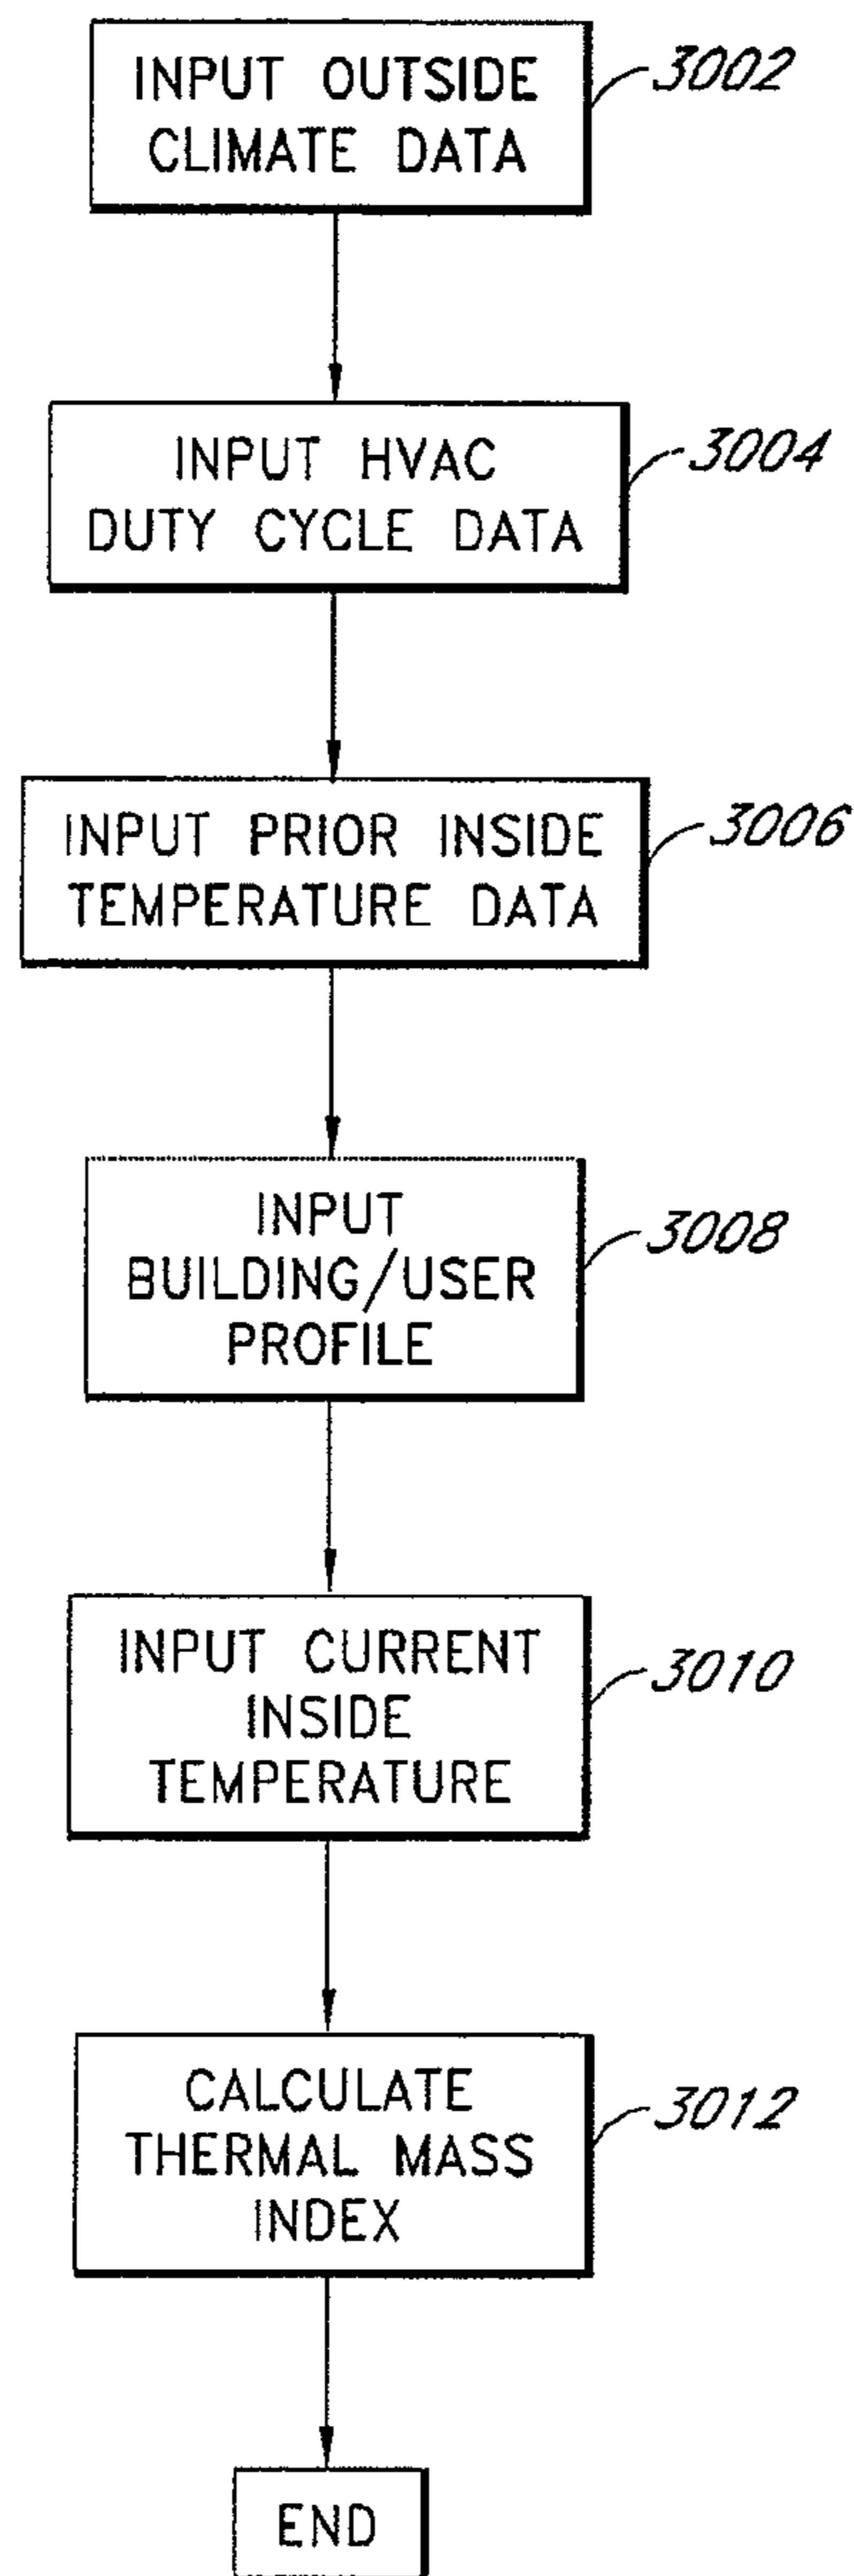 INPUT OUTSIDE
CLIMATE DATA
3002
INPUT HVAC
DUTY CYCLE DATA
3004
INPUT PRIOR INSIDE
TEMPERATURE DATA
3006
INPUT
BUILDING/USER
PROFILE
3008
INPUT CURRENT
INSIDE
TEMPERATURE
3010
CALCULATE
THERMAL MASS
INDEX
3012
END